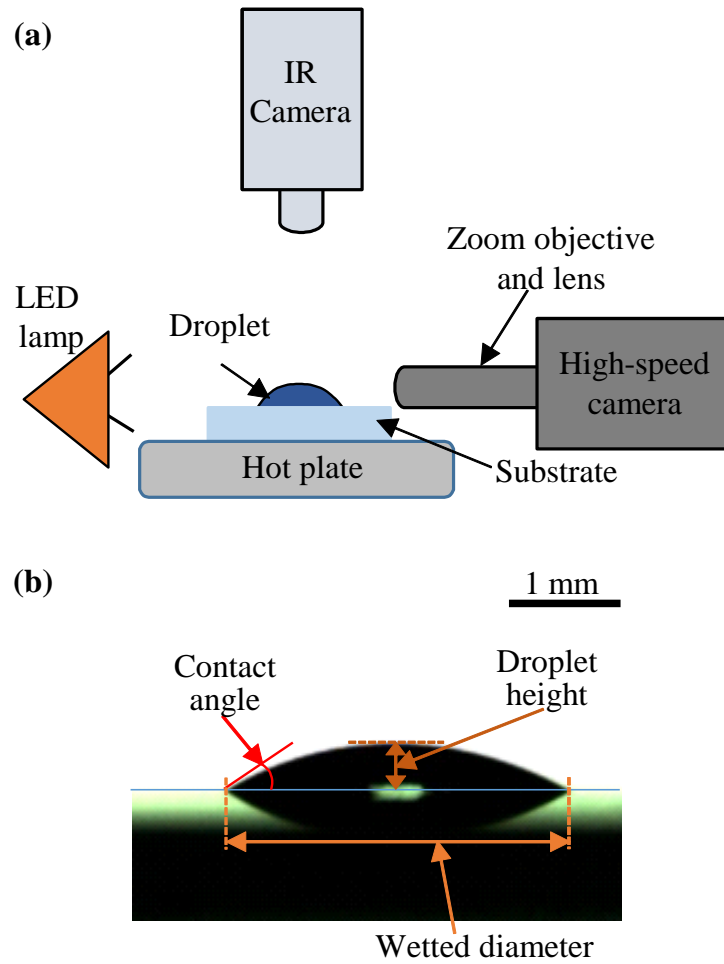 (a)
IR
Camera
Zoom objective
and lens
LED
lamp
Droplet
High-speed
camera
Hot plate
Substrate
(b)
1 mm
Contact
angle
Droplet
height
Wetted diameter